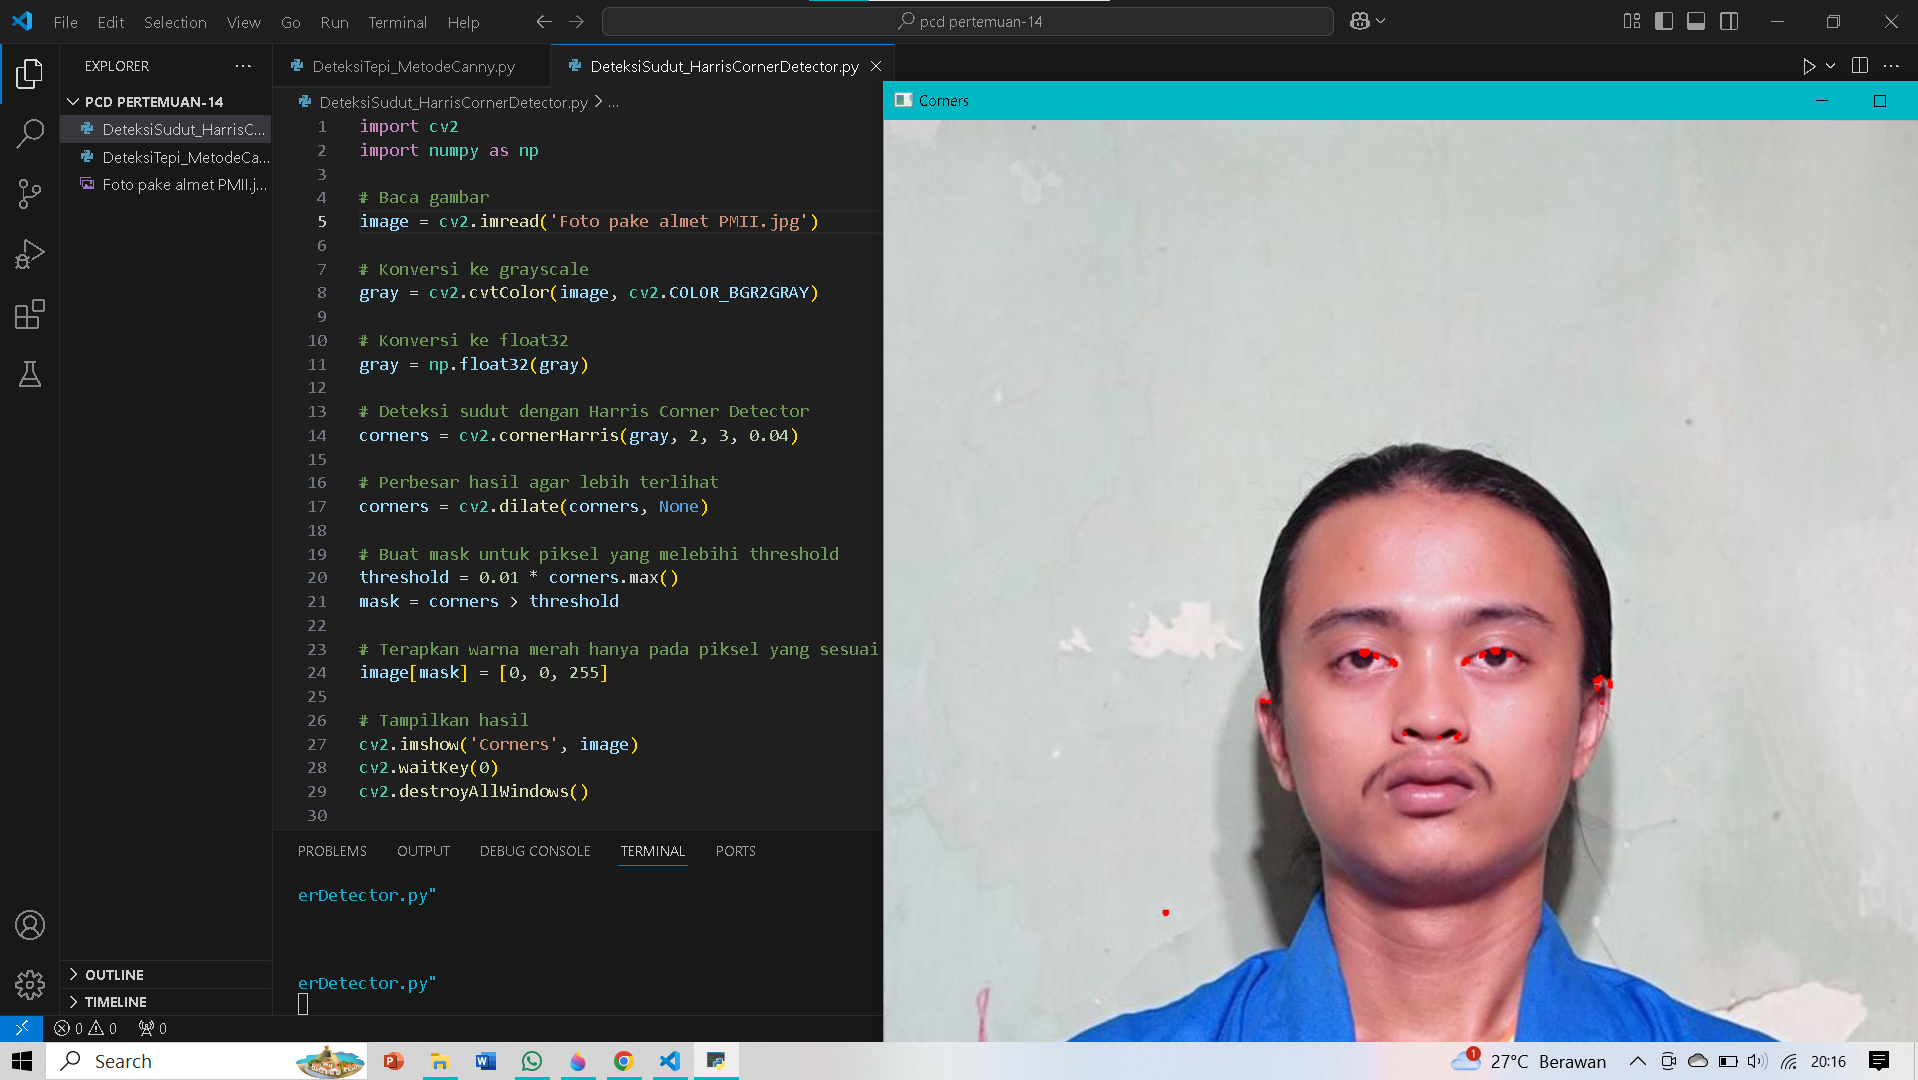 File Edit Selection View Go Run Terminal Help
pcd pertemuan-14
EXPLORER
PCD PERTEMUAN-14
DeteksiSudut_HarrisC...
DeteksiTepi_MetodeCa...
Foto pake almet PMII.j...
OUTLINE
TIMELINE
DeteksiTepi_MetodeCanny.py
DeteksiSudut_HarrisCornerDetector.py
DeteksiSudut_HarrisCornerDetector.py > ...
1 import cv2
2 import numpy as np
3
4 # Baca gambar
5 image = cv2.imread('Foto pake almet PMII.jpg')
6
7 # Konversi ke grayscale
8 gray = cv2.cvtColor(image, cv2.COLOR_BGR2GRAY)
9
10 # Konversi ke float32
11 gray = np.float32(gray)
12
13 # Deteksi sudut dengan Harris Corner Detector
14 corners = cv2.cornerHarris(gray, 2, 3, 0.04)
15
16 # Perbesar hasil agar lebih terlihat
17 corners = cv2.dilate(corners, None)
18
19 # Buat mask untuk piksel yang melebihi threshold
20 threshold = 0.01 * corners.max()
21 mask = corners > threshold
22
23 # Terapkan warna merah hanya pada piksel yang sesuai
24 image[mask] = [0, 0, 255]
25
26 # Tampilkan hasil
27 cv2.imshow('Corners', image)
28 cv2.waitKey(0)
29 cv2.destroyAllWindows()
30
PROBLEMS OUTPUT DEBUG CONSOLE TERMINAL PORTS
erDetector.py"
erDetector.py"
Corners
0 0 0
Search
1
27°C Berawan
20:16